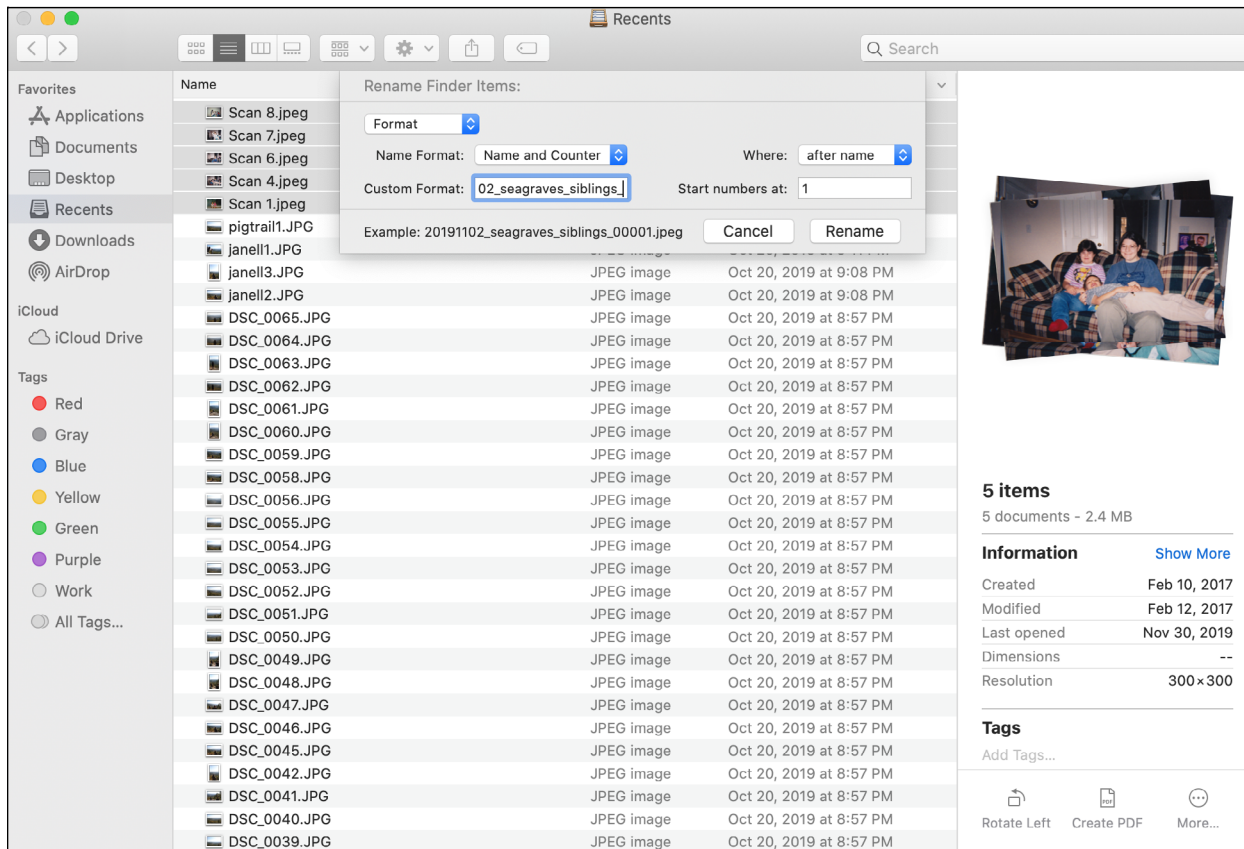 Recents
Search
Favorites
Applications
Documents
Desktop
Recents
Downloads
AirDrop
iCloud
iCloud Drive
Tags
Red
Gray
Blue
Yellow
Green
Purple
Work
All Tags...
Name
Rename Finder Items:
Format
Name Format: Name and Counter Where: after name
Custom Format: 02_seagraves_siblings_ Start numbers at: 1
Example: 20191102_seagraves_siblings_00001.jpeg Cancel Rename
Scan 8.jpeg
Scan 7.jpeg
Scan 6.jpeg
Scan 4.jpeg
Scan 1.jpeg
pigtrail1.JPG
janell1.JPG
janell3.JPG JPEG image Oct 20, 2019 at 9:08 PM
janell2.JPG JPEG image Oct 20, 2019 at 9:08 PM
DSC_0065.JPG JPEG image Oct 20, 2019 at 8:57 PM
DSC_0064.JPG JPEG image Oct 20, 2019 at 8:57 PM
DSC_0063.JPG JPEG image Oct 20, 2019 at 8:57 PM
DSC_0062.JPG JPEG image Oct 20, 2019 at 8:57 PM
DSC_0061.JPG JPEG image Oct 20, 2019 at 8:57 PM
DSC_0060.JPG JPEG image Oct 20, 2019 at 8:57 PM
DSC_0059.JPG JPEG image Oct 20, 2019 at 8:57 PM
DSC_0058.JPG JPEG image Oct 20, 2019 at 8:57 PM
DSC_0056.JPG JPEG image Oct 20, 2019 at 8:57 PM
DSC_0055.JPG JPEG image Oct 20, 2019 at 8:57 PM
DSC_0054.JPG JPEG image Oct 20, 2019 at 8:57 PM
DSC_0053.JPG JPEG image Oct 20, 2019 at 8:57 PM
DSC_0052.JPG JPEG image Oct 20, 2019 at 8:57 PM
DSC_0051.JPG JPEG image Oct 20, 2019 at 8:57 PM
DSC_0050.JPG JPEG image Oct 20, 2019 at 8:57 PM
DSC_0049.JPG JPEG image Oct 20, 2019 at 8:57 PM
DSC_0048.JPG JPEG image Oct 20, 2019 at 8:57 PM
DSC_0047.JPG JPEG image Oct 20, 2019 at 8:57 PM
DSC_0046.JPG JPEG image Oct 20, 2019 at 8:57 PM
DSC_0045.JPG JPEG image Oct 20, 2019 at 8:57 PM
DSC_0042.JPG JPEG image Oct 20, 2019 at 8:57 PM
DSC_0041.JPG JPEG image Oct 20, 2019 at 8:57 PM
DSC_0040.JPG JPEG image Oct 20, 2019 at 8:57 PM
DSC_0039.JPG JPEG image Oct 20, 2019 at 8:57 PM
5 items
5 documents - 2.4 MB
Information Show More
Created Feb 10, 2017
Modified Feb 12, 2017
Last opened Nov 30, 2019
Dimensions --
Resolution 300×300
Tags
Add Tags...
Rotate Left Create PDF More...